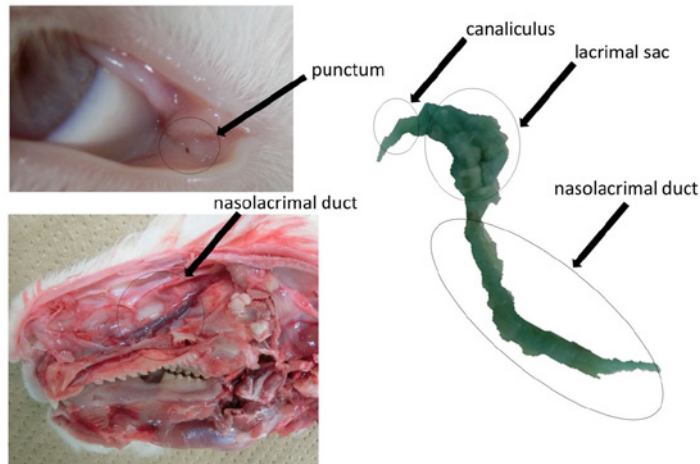 canaliculus
lacrimal sac
punctum
nasolacrimal duct
nasolacrimal duct